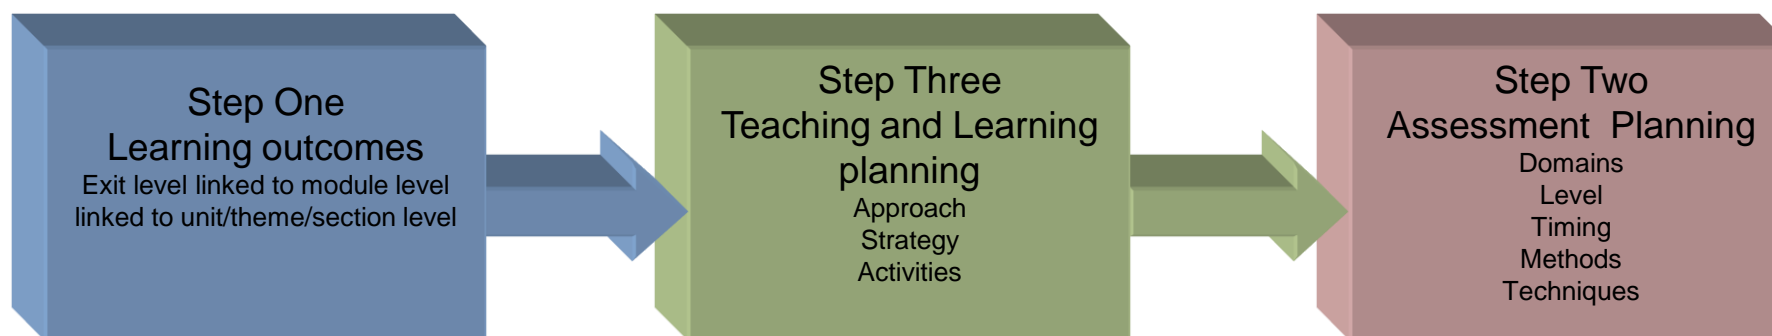 Step One
Learning outcomes
Exit level linked to module level
linked to unit/theme/section level
Step Three
Teaching and Learning
planning
Approach
Strategy
Activities
Step Two
Assessment  Planning
Domains
Level
Timing
Methods
Techniques